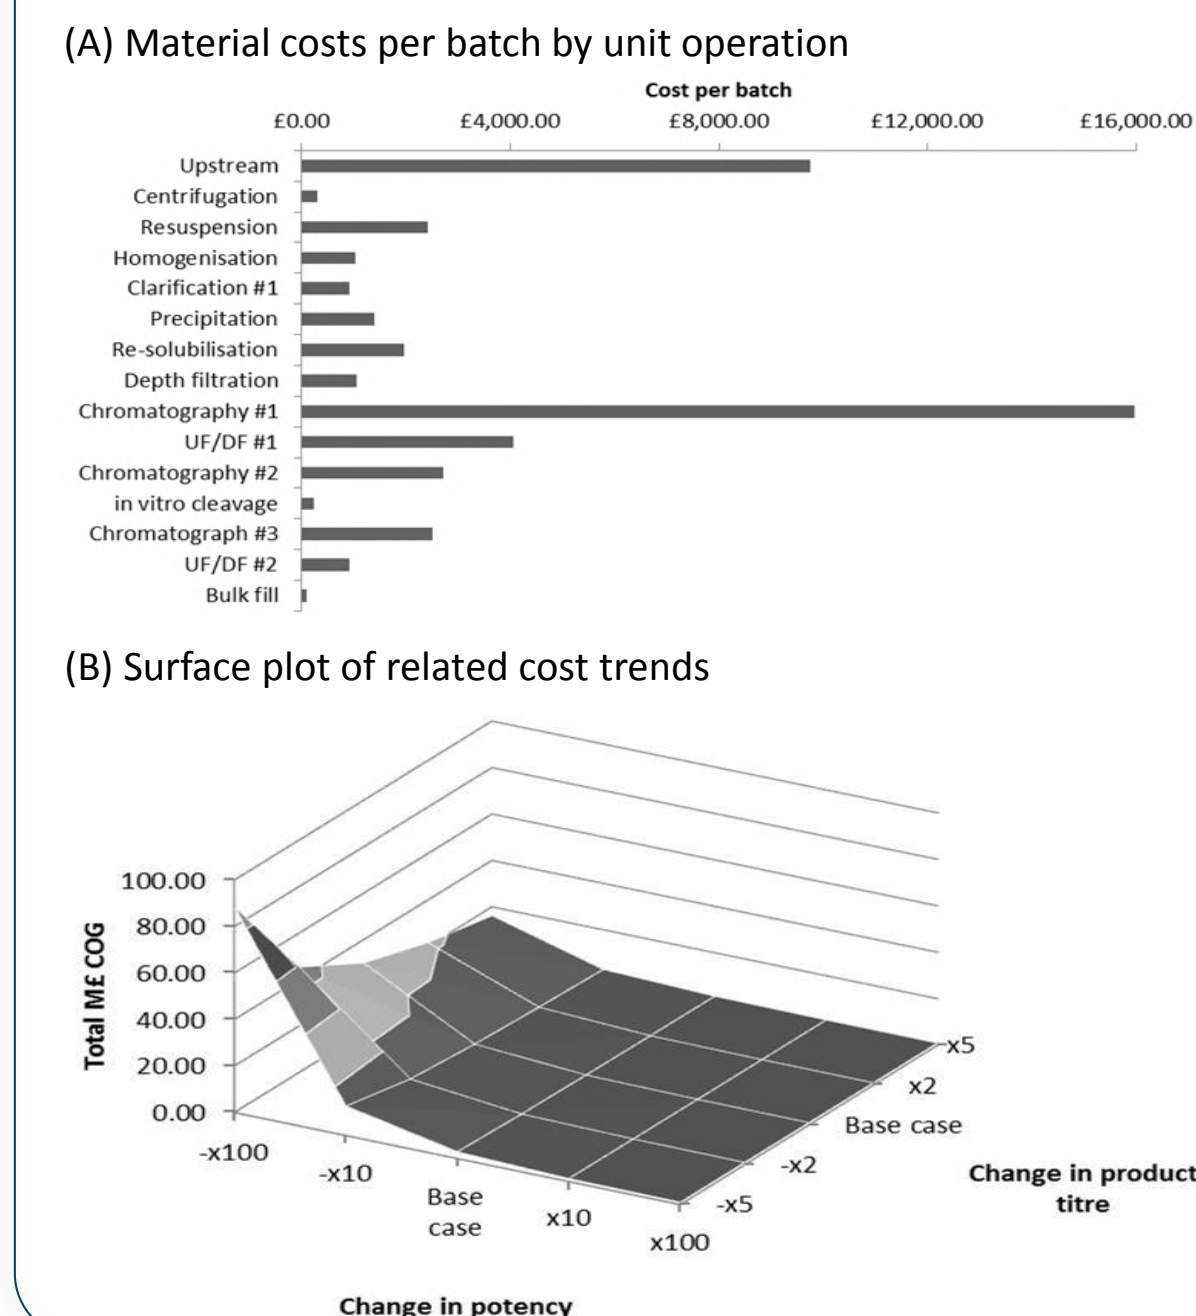 (A) Material costs per batch by unit operation
Cost per batch
£0.00 £4,000.00 £8,000.00 £12,000.00 £16,000.00
Upstream
Centrifugation
Resuspension
Homogenisation
Clarification #1
Precipitation
Re-solubilisation
Depth filtration
Chromatography #1
UF/DF #1
Chromatography #2
in vitro cleavage
Chromatograph #3
UF/DF #2
Bulk fill
(B) Surface plot of related cost trends
Total M£ COG
100.00
80.00
60.00
40.00
20.00
0.00
-x100
-x10
Base
case
x10
x100
Change in potency
x5
x2
Base case
-x2
-x5
Change in product
titre